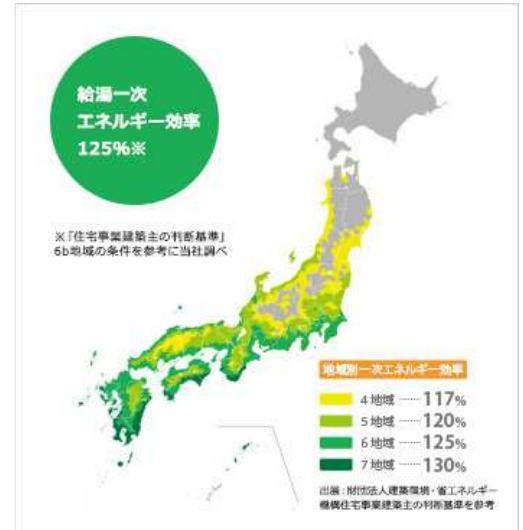 給湯一次
エネルギー効率
125%※
※「住宅事業建築主の判断基準」
6b地域の条件を参考に当社調べ
地域別一次エネルギー効率
4地域 …… 117%
5地域 …… 120%
6地域 …… 125%
7地域 …… 130%
出展：財団法人建築環境・省エネルギー
機構住宅事業建築主の判断基準を参考